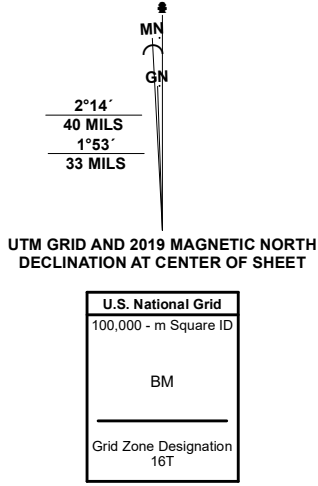 MN
GN
2°14´
40 MILS
1°53´
33 MILS
UTM GRID AND 2019 MAGNETIC NORTH
DECLINATION AT CENTER OF SHEET
U.S. National Grid
100,000 - m Square ID
BM
Grid Zone Designation
16T